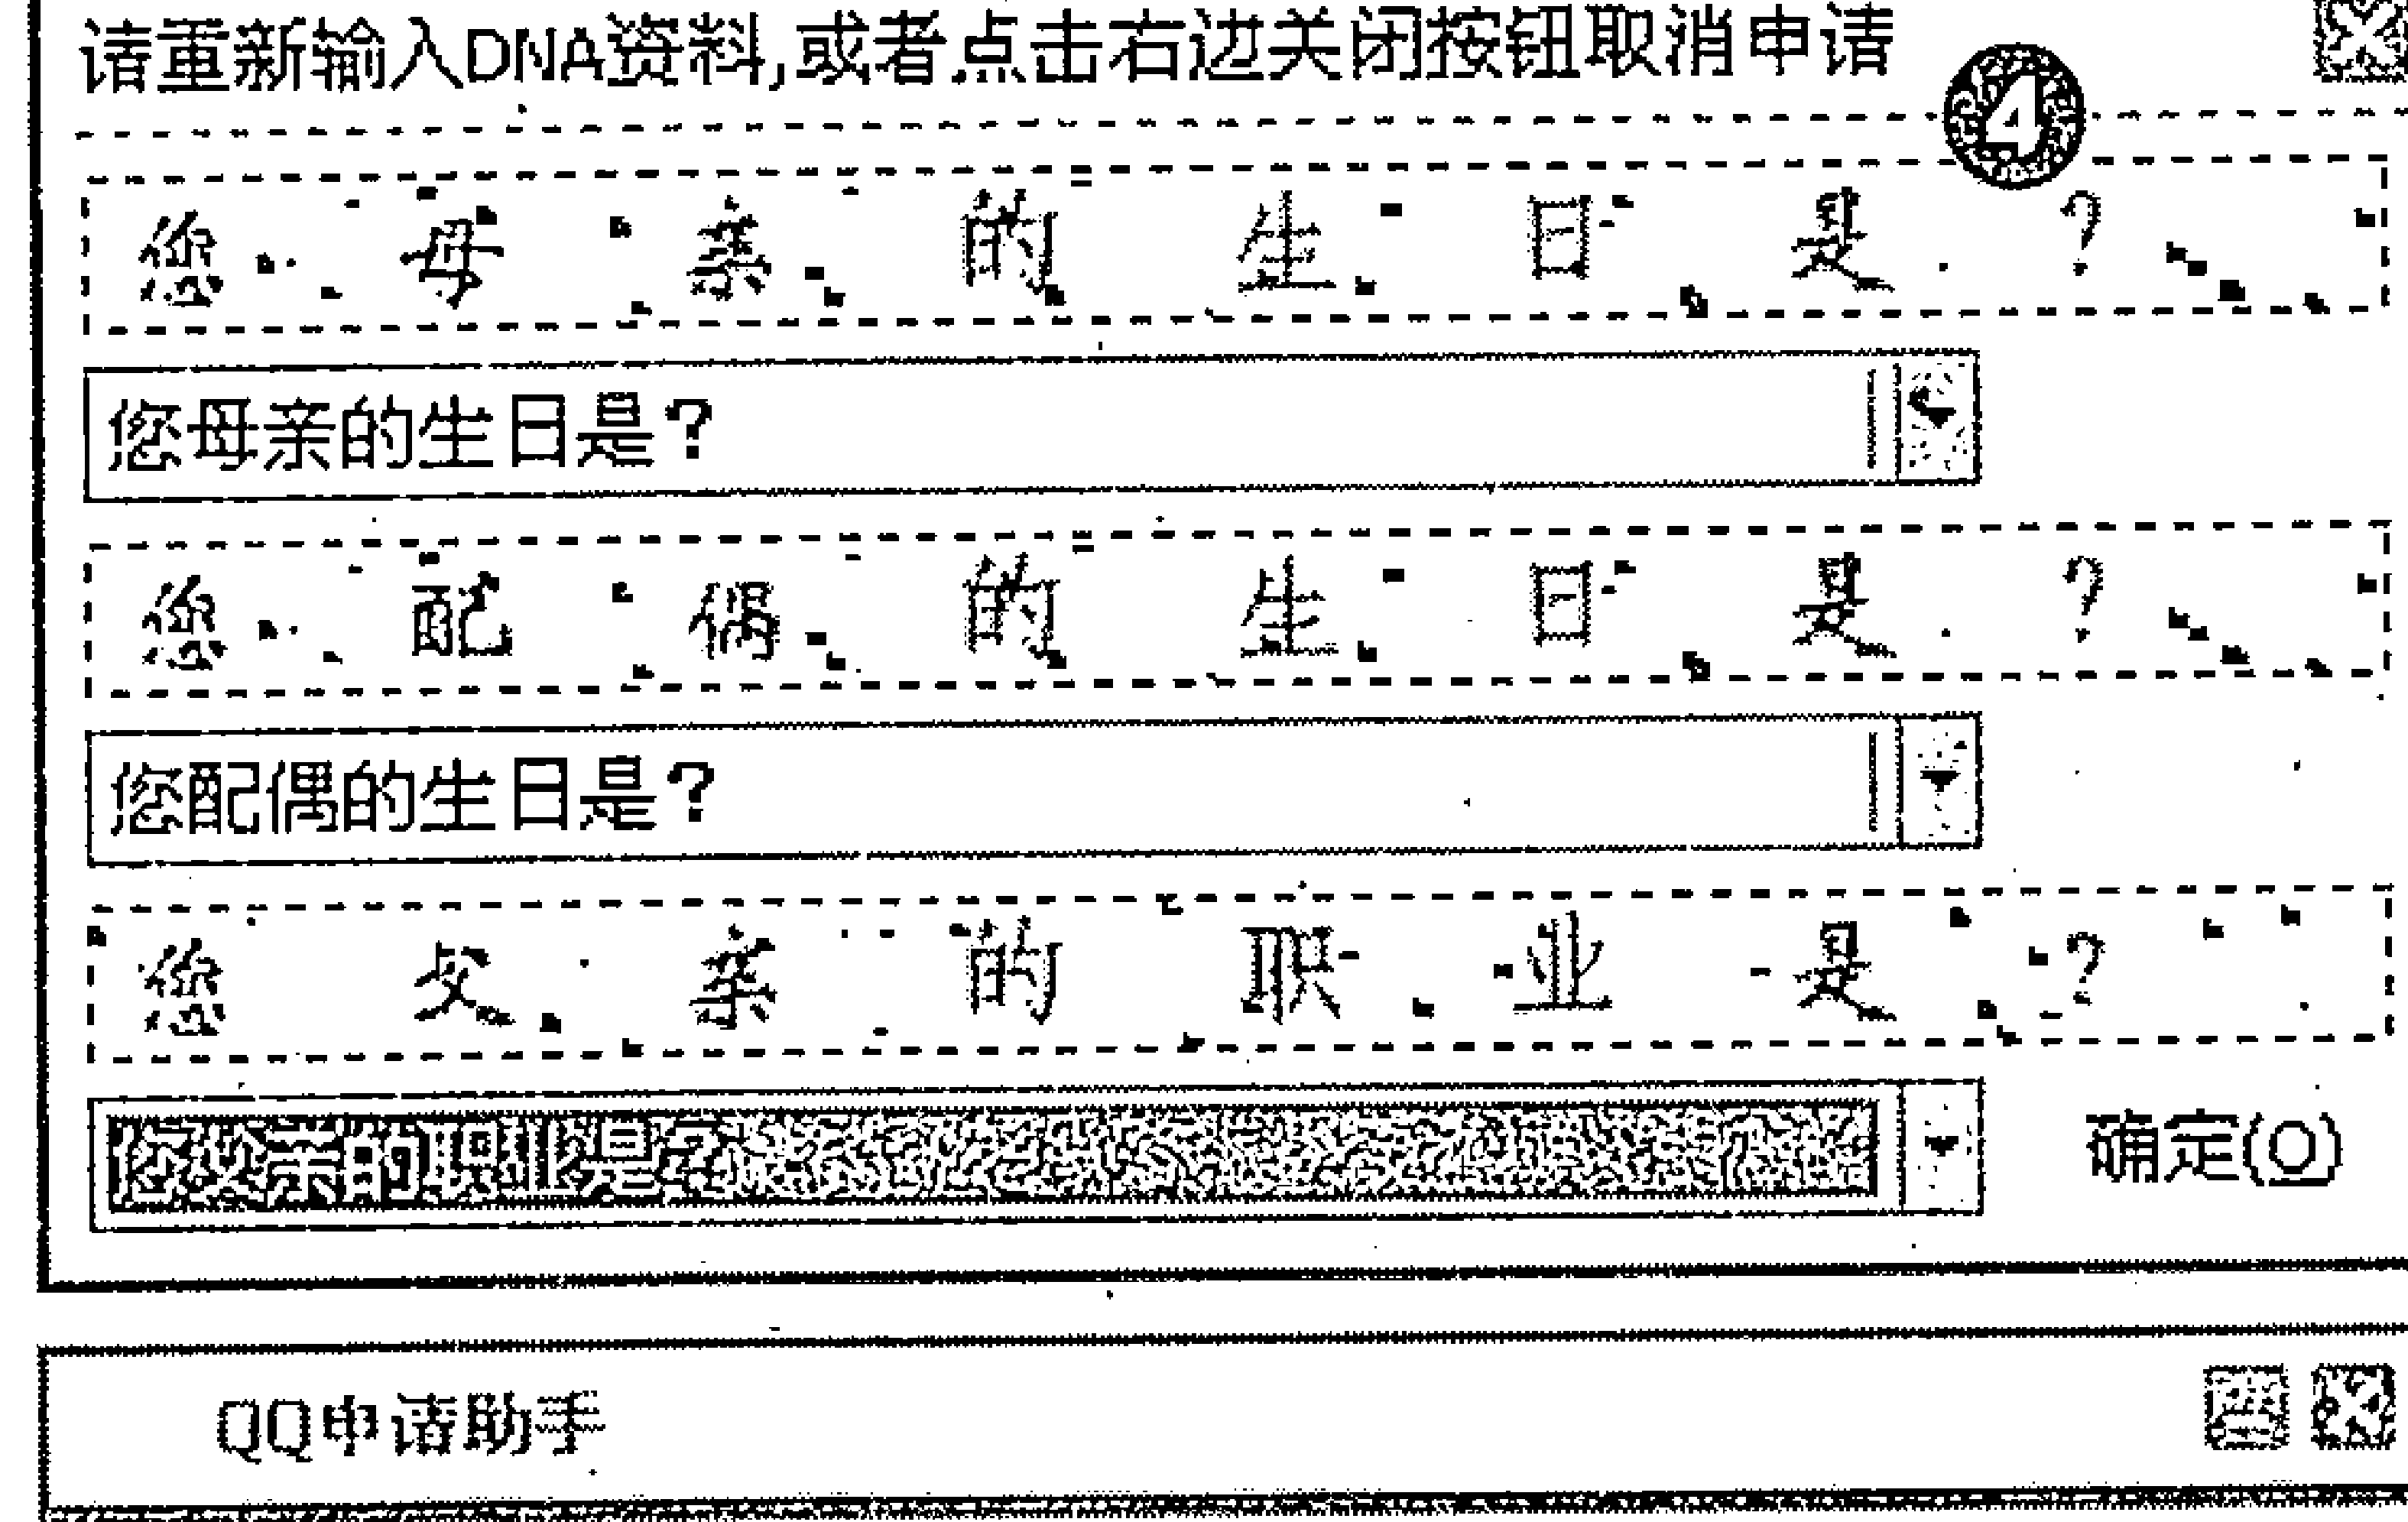 请重新输入DNA资料,或者点击右边关闭按钮取消申请
4
您母亲的生日是?
您母亲的生日是?
您配偶的生日是?
您配偶的生日是?
您父亲的职业是?
您父亲的职业是?
确定(O)
QQ申请助手